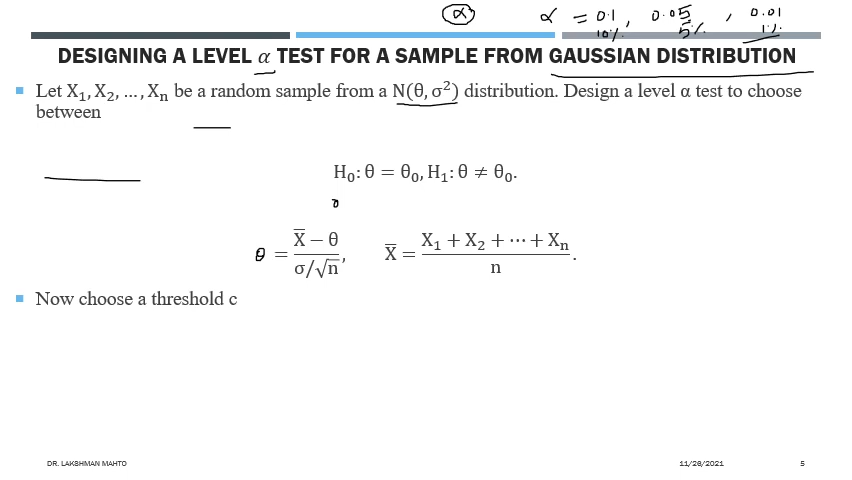 α α = 0.1 , 0.05 , 0.01
10%. 5%. 1%.
DESIGNING A LEVEL α TEST FOR A SAMPLE FROM GAUSSIAN DISTRIBUTION
Let X₁, X₂, …, Xₙ be a random sample from a N(θ, σ²) distribution. Design a level α test to choose
between
H₀: θ = θ₀, H₁: θ ≠ θ₀.
θ = (X̄ − θ)/(σ/√n), X̄ = (X₁ + X₂ + ⋯ + Xₙ)/n.
Now choose a threshold c
DR. LAKSHMAN MAHTO 11/26/2021 5